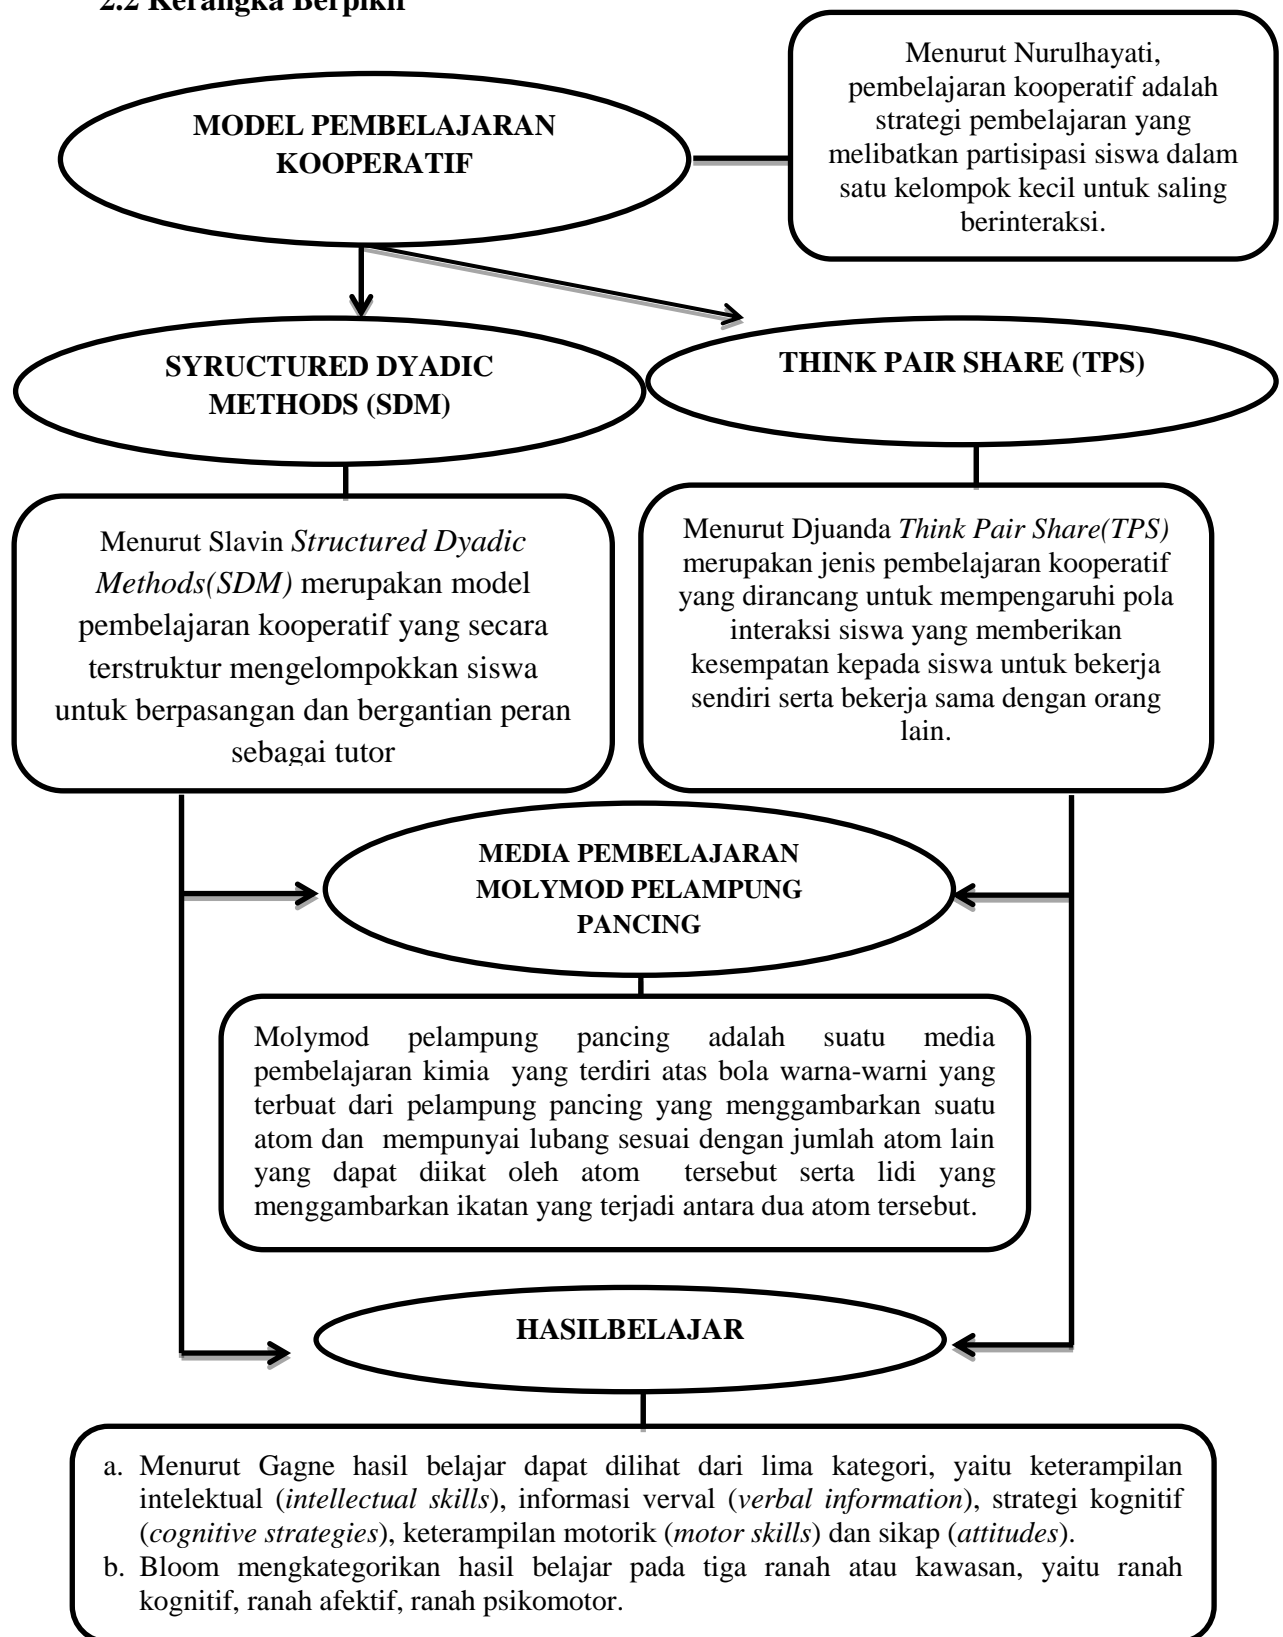 2.2 Kerangka Berpikir
Menurut Nurulhayati,
pembelajaran kooperatif adalah
strategi pembelajaran yang
melibatkan partisipasi siswa dalam
satu kelompok kecil untuk saling
berinteraksi.
MODEL PEMBELAJARAN
KOOPERATIF
SYRUCTURED DYADIC
METHODS (SDM)
THINK PAIR SHARE (TPS)
Menurut Slavin Structured Dyadic
Methods(SDM) merupakan model
pembelajaran kooperatif yang secara
terstruktur mengelompokkan siswa
untuk berpasangan dan bergantian peran
sebagai tutor
Menurut Djuanda Think Pair Share(TPS)
merupakan jenis pembelajaran kooperatif
yang dirancang untuk mempengaruhi pola
interaksi siswa yang memberikan
kesempatan kepada siswa untuk bekerja
sendiri serta bekerja sama dengan orang
lain.
MEDIA PEMBELAJARAN
MOLYMOD PELAMPUNG
PANCING
Molymod pelampung pancing adalah suatu media
pembelajaran kimia yang terdiri atas bola warna-warni yang
terbuat dari pelampung pancing yang menggambarkan suatu
atom dan mempunyai lubang sesuai dengan jumlah atom lain
yang dapat diikat oleh atom tersebut serta lidi yang
menggambarkan ikatan yang terjadi antara dua atom tersebut.
HASILBELAJAR
a. Menurut Gagne hasil belajar dapat dilihat dari lima kategori, yaitu keterampilan
intelektual (intellectual skills), informasi verval (verbal information), strategi kognitif
(cognitive strategies), keterampilan motorik (motor skills) dan sikap (attitudes).
b. Bloom mengkategorikan hasil belajar pada tiga ranah atau kawasan, yaitu ranah
kognitif, ranah afektif, ranah psikomotor.